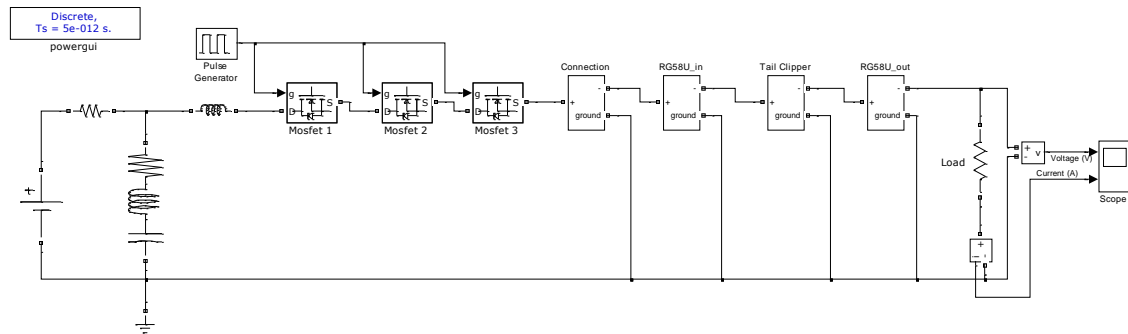 Discrete,
Ts = 5e-012 s.
powergui
Pulse
Generator
g
D
S
Mosfet 1
g
D
S
Mosfet 2
g
D
S
Mosfet 3
Connection
+
-
ground
RG58U_in
+
-
ground
Tail Clipper
+
-
ground
RG58U_out
+
-
ground
Load
+
-
v
Voltage (V)
Current (A)
Scope
+
-
i
+